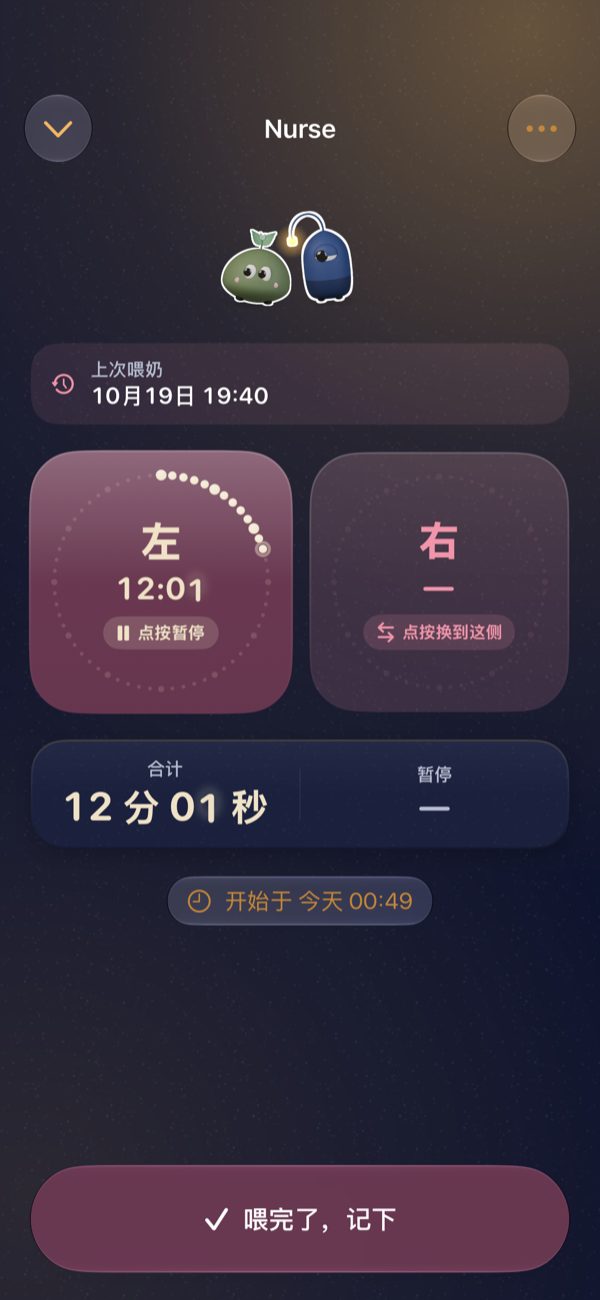 Nurse
上次喂奶
10月19日 19:40
左
12:01
点按暂停
右
—
点按换到这侧
合计
12 分 01 秒
暂停
—
开始于 今天 00:49
喂完了，记下